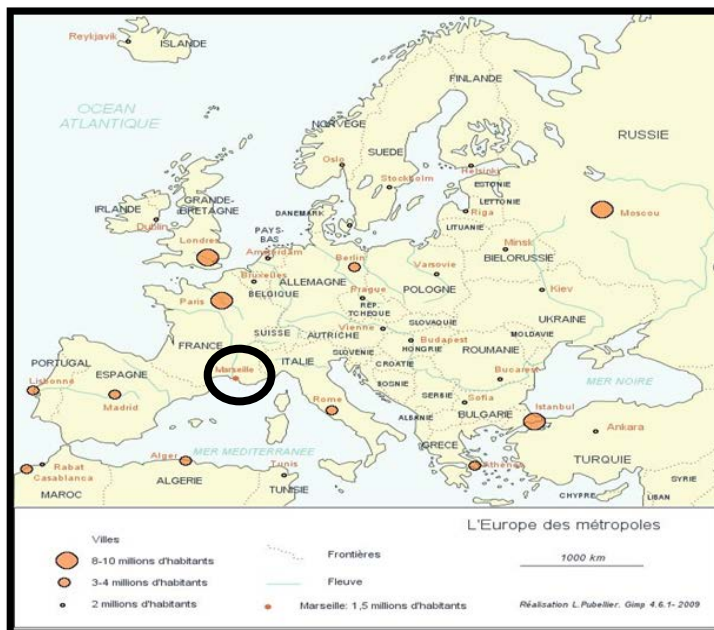 Reykjavik
ISLANDE
FINLANDE
OCEAN
ATLANTIQUE
NORVEGE
RUSSIE
SUEDE
Oslo
Helsinki
Stockholm
ESTONIE
GRANDE-
BRETAGNE
LETTONIE
IRLANDE
DANEMARK
Riga
Moscou
Dublin
LITUANIE
PAYS-
BAS
Londres
Minsk
Amsterdam
Berlin
BIELORUSSIE
Bruxelles
ALLEMAGNE
Varsovie
Prague
POLOGNE
BELGIQUE
Kiev
Paris
REP.
TCHEQUE
UKRAINE
SLOVAQUIE
Vienne
SUISSE
AUTRICHE
MOLDAVIE
FRANCE
Budapest
HONGRIE
ROUMANIE
SLOVENIE
PORTUGAL
ITALIE
CROATIE
Marseille
ESPAGNE
BOSNIE
Bucarest
MER NOIRE
Lisbonne
SERBIE
Sofia
Madrid
Rome
BULGARIE
Istanbul
ALBANIE
Ankara
GRECE
MER MEDITERRANEE
Alger
TURQUIE
Rabat
Tunis
Athènes
Casablanca
ALGERIE
SYRIE
MAROC
TUNISIE
CHYPRE
LIBAN
L'Europe des métropoles
Villes
8-10 millions d'habitants
3-4 millions d'habitants
2 millions d'habitants
Frontières
Fleuve
Marseille: 1,5 millions d'habitants
1000 km
Réalisation L.Pubellier. Gimp 4.6.1- 2009